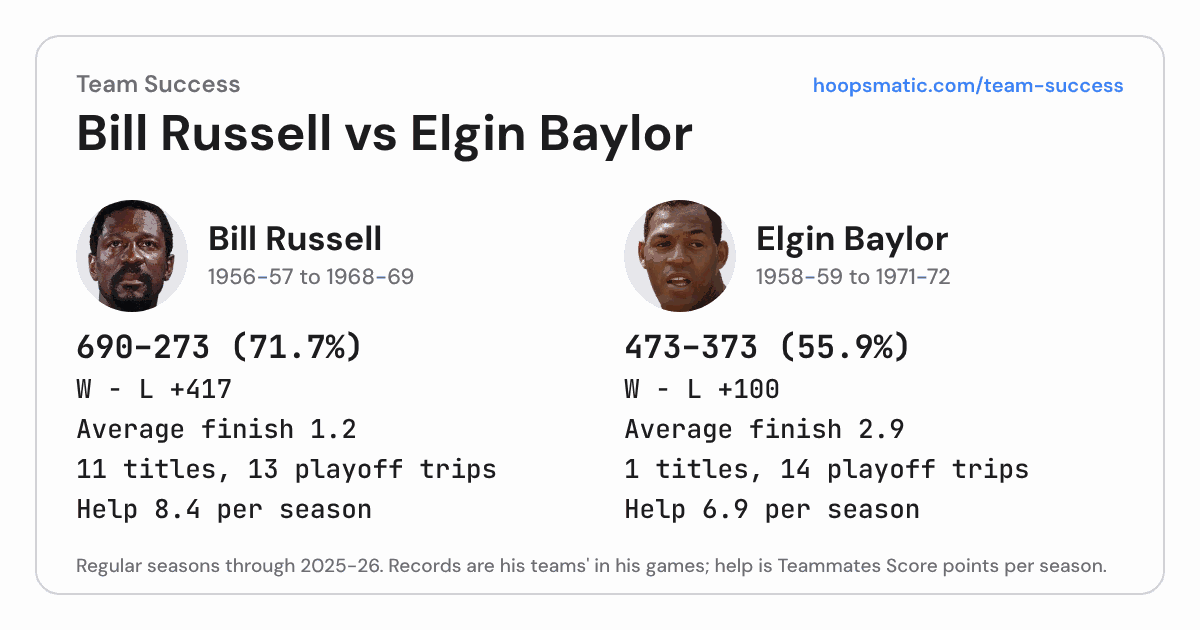 Team Success
hoopsmatic.com/team-success
Bill Russell vs Elgin Baylor
Bill Russell
1956–57 to 1968–69
690–273 (71.7%)
W - L +417
Average finish 1.2
11 titles, 13 playoff trips
Help 8.4 per season
Elgin Baylor
1958–59 to 1971–72
473–373 (55.9%)
W - L +100
Average finish 2.9
1 titles, 14 playoff trips
Help 6.9 per season
Regular seasons through 2025-26. Records are his teams' in his games; help is Teammates Score points per season.